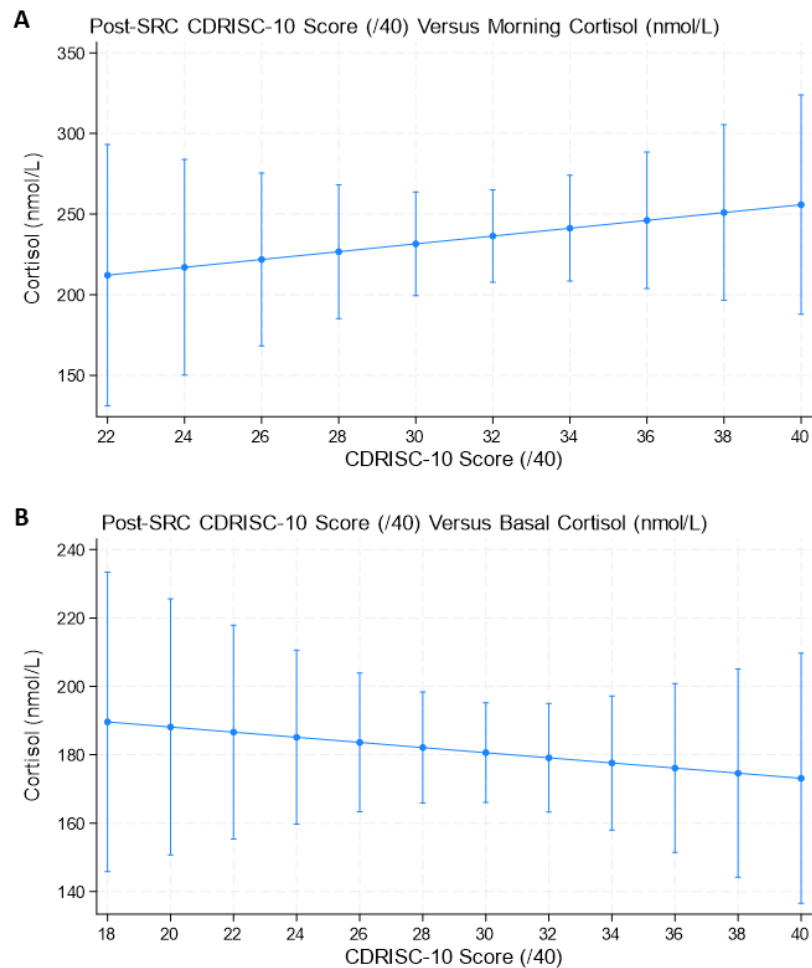 A
Post-SRC CDRISC-10 Score (/40) Versus Morning Cortisol (nmol/L)
350
300
250
200
150
Cortisol (nmol/L)
22 24 26 28 30 32 34 36 38 40
CDRISC-10 Score (/40)
B
Post-SRC CDRISC-10 Score (/40) Versus Basal Cortisol (nmol/L)
240
220
200
180
160
140
Cortisol (nmol/L)
18 20 22 24 26 28 30 32 34 36 38 40
CDRISC-10 Score (/40)